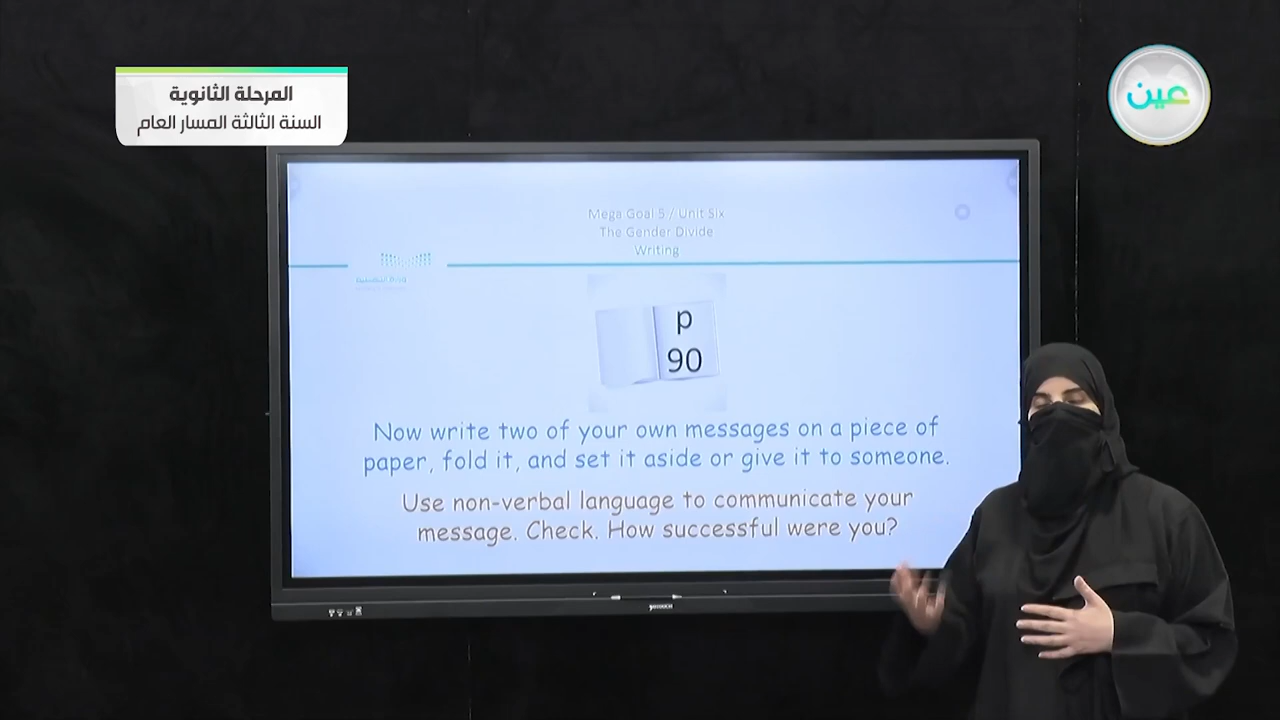 المرحلة الثانوية
السنة الثالثة المسار العام
عين
Mega Goal 5 / Unit Six
The Gender Divide
Writing
p
90
Now write two of your own messages on a piece of
paper, fold it, and set it aside or give it to someone.
Use non-verbal language to communicate your
message. Check. How successful were you?